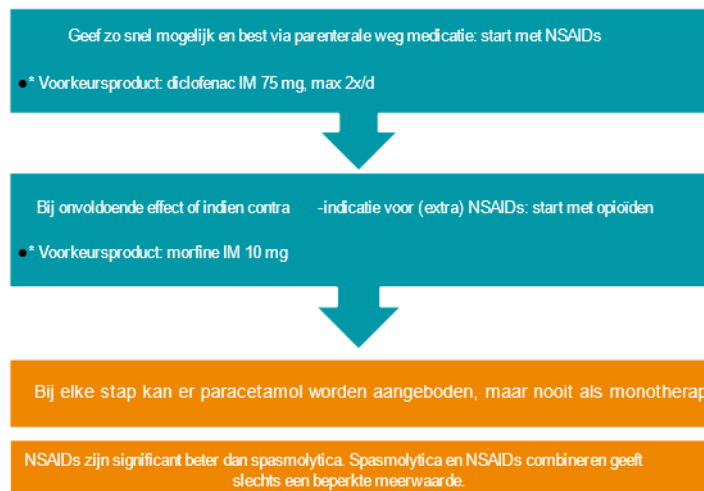 Geef zo snel mogelijk en best via parenterale weg medicatie: start met NSAIDs
●* Voorkeursproduct: diclofenac IM 75 mg, max 2x/d
Bij onvoldoende effect of indien contra -indicatie voor (extra) NSAIDs: start met opioïden
●* Voorkeursproduct: morfine IM 10 mg
Bij elke stap kan er paracetamol worden aangeboden, maar nooit als monotherap
NSAIDs zijn significant beter dan spasmolytica. Spasmolytica en NSAIDs combineren geeft
slechts een beperkte meerwaarde.